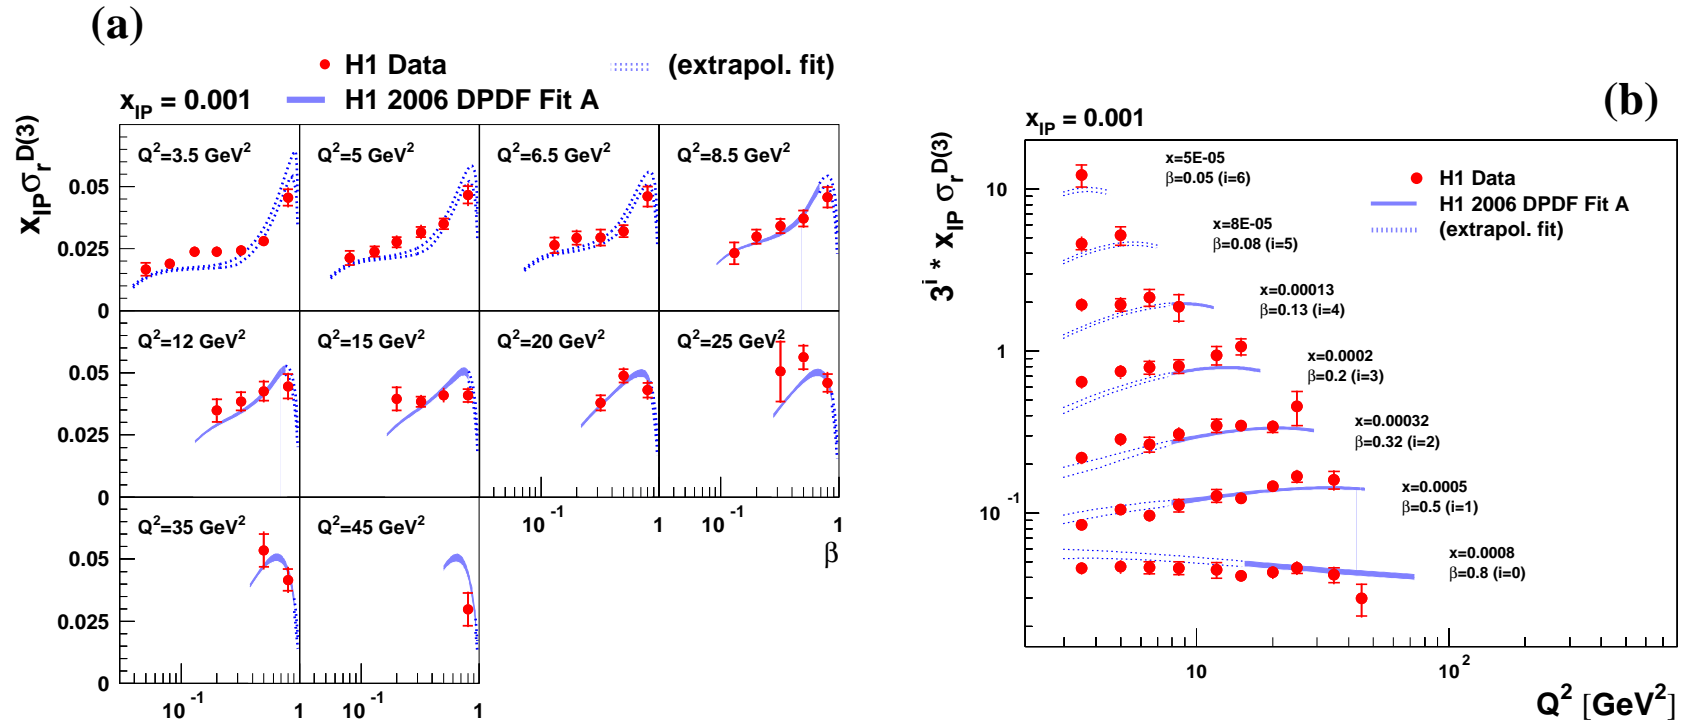 (a)
H1 Data
(extrapol. fit)
x_IP = 0.001
H1 2006 DPDF Fit A
x_IP σ_r^D(3)
Q²=3.5 GeV²
Q²=5 GeV²
Q²=6.5 GeV²
Q²=8.5 GeV²
0.05
0.025
0
Q²=12 GeV²
Q²=15 GeV²
Q²=20 GeV²
Q²=25 GeV²
0.05
0.025
0
10⁻¹
1
10⁻¹
1
β
Q²=35 GeV²
Q²=45 GeV²
0.05
0.025
0
10⁻¹
1
10⁻¹
1
(b)
x_IP = 0.001
3^i * x_IP σ_r^D(3)
10
1
10⁻¹
x=5E-05
β=0.05 (i=6)
H1 Data
H1 2006 DPDF Fit A
(extrapol. fit)
x=8E-05
β=0.08 (i=5)
x=0.00013
β=0.13 (i=4)
x=0.0002
β=0.2 (i=3)
x=0.00032
β=0.32 (i=2)
x=0.0005
β=0.5 (i=1)
x=0.0008
β=0.8 (i=0)
10
10²
Q² [GeV²]